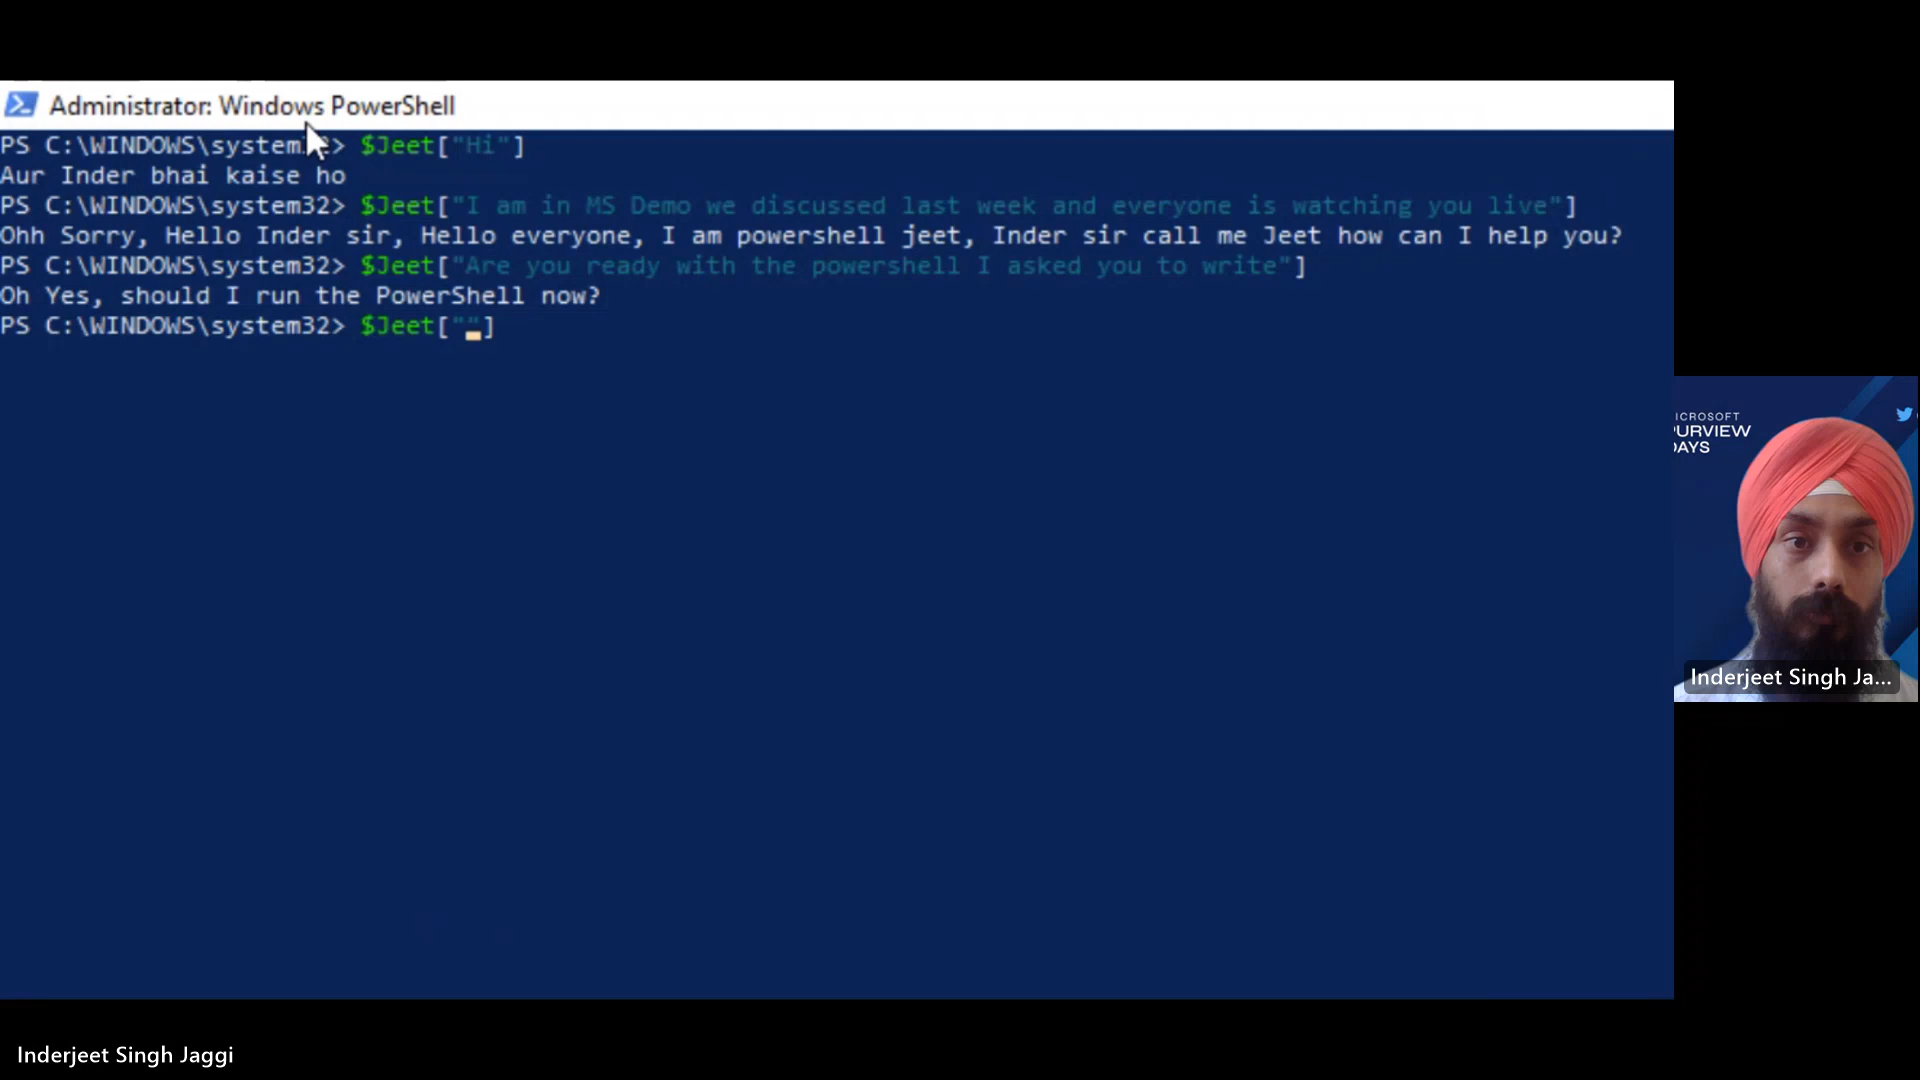 Administrator: Windows PowerShell
PS C:\WINDOWS\system32> $Jeet["Hi"]
Aur Inder bhai kaise ho
PS C:\WINDOWS\system32> $Jeet["I am in MS Demo we discussed last week and everyone is watching you live"]
Ohh Sorry, Hello Inder sir, Hello everyone, I am powershell jeet, Inder sir call me Jeet how can I help you?
PS C:\WINDOWS\system32> $Jeet["Are you ready with the powershell I asked you to write"]
Oh Yes, should I run the PowerShell now?
PS C:\WINDOWS\system32> $Jeet[""]
ICROSOFT
URVIEW
DAYS
Inderjeet Singh Ja...
Inderjeet Singh Jaggi